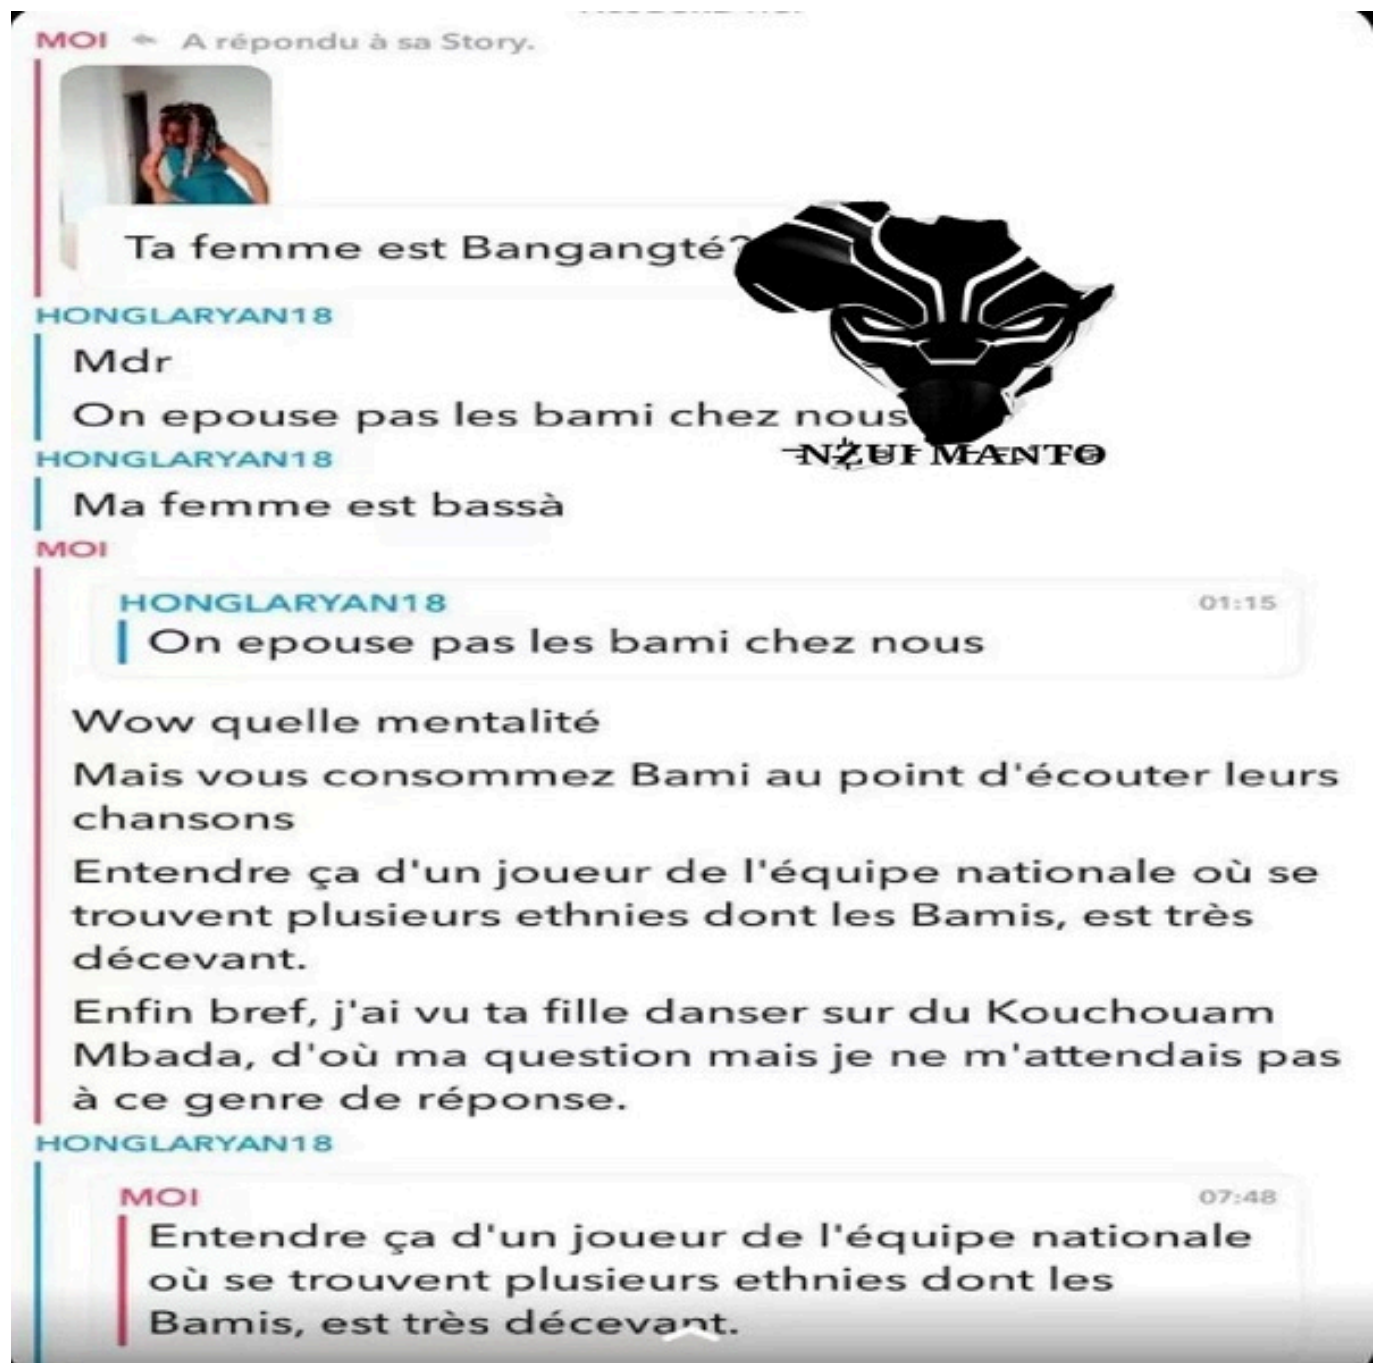 MOI A répondu à sa Story.
Ta femme est Bangangté?
HONGLARYAN18
Mdr
On epouse pas les bami chez nous
NZUI MANTO
HONGLARYAN18
Ma femme est bassà
MOI
HONGLARYAN18 01:15
On epouse pas les bami chez nous
Wow quelle mentalité
Mais vous consommez Bami au point d'écouter leurs
chansons
Entendre ça d'un joueur de l'équipe nationale où se
trouvent plusieurs ethnies dont les Bamis, est très
décevant.
Enfin bref, j'ai vu ta fille danser sur du Kouchouam
Mbada, d'où ma question mais je ne m'attendais pas
à ce genre de réponse.
HONGLARYAN18
MOI 07:48
Entendre ça d'un joueur de l'équipe nationale
où se trouvent plusieurs ethnies dont les
Bamis, est très décevant.